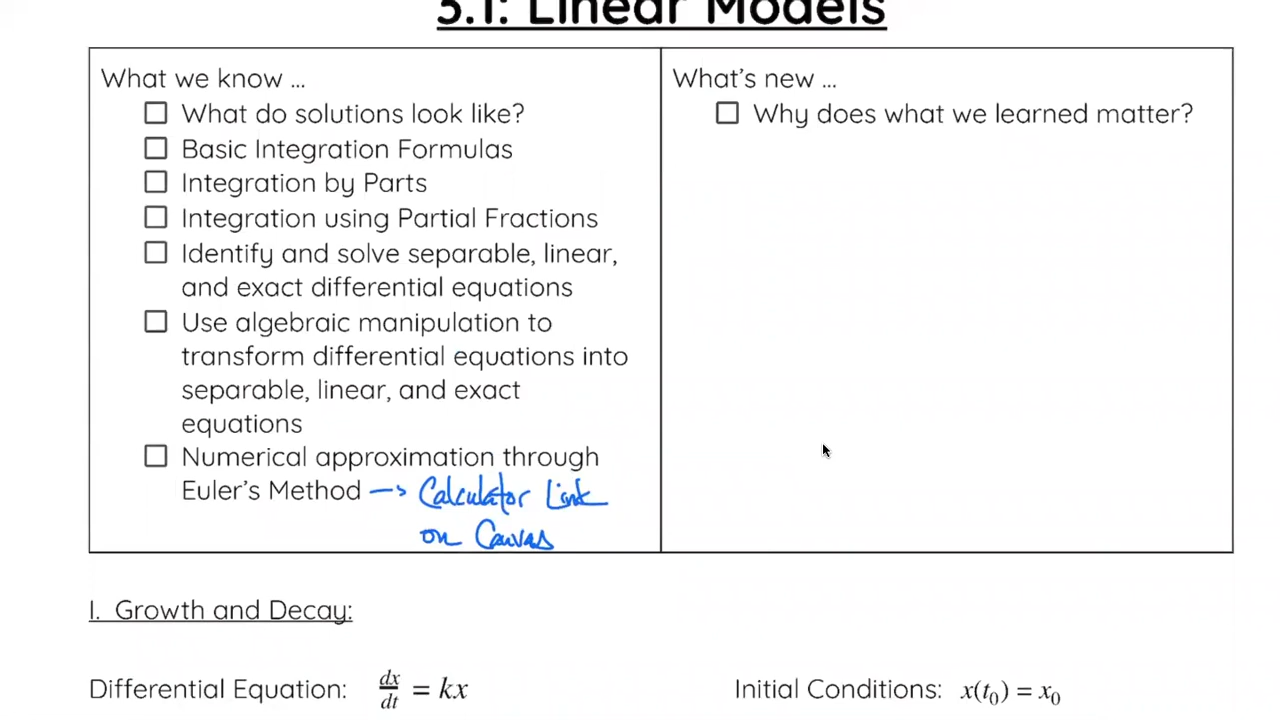 3.1: Linear Models
What we know ...
What do solutions look like?
Basic Integration Formulas
Integration by Parts
Integration using Partial Fractions
Identify and solve separable, linear,
and exact differential equations
Use algebraic manipulation to
transform differential equations into
separable, linear, and exact
equations
Numerical approximation through
Euler's Method → Calculator Link
on Canvas
What's new ...
Why does what we learned matter?
I. Growth and Decay:
Differential Equation: dx/dt = kx
Initial Conditions: x(t₀) = x₀